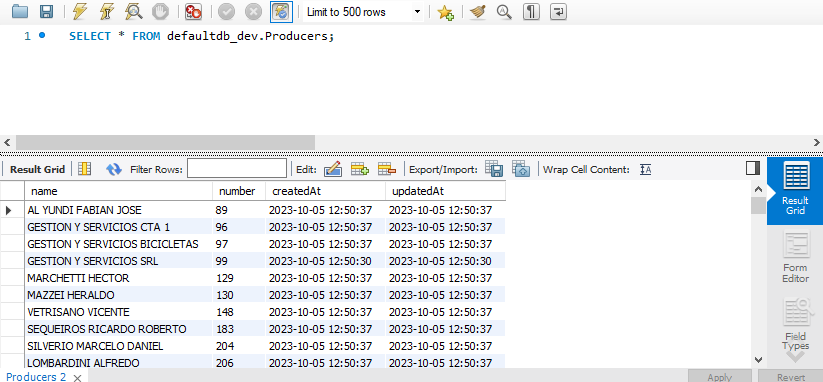 Limit to 500 rows
1 SELECT * FROM defaultdb_dev.Producers;
Result Grid Filter Rows: Edit: Export/Import: Wrap Cell Content: IA
name number createdAt updatedAt
AL YUNDI FABIAN JOSE 89 2023-10-05 12:50:37 2023-10-05 12:50:37
GESTION Y SERVICIOS CTA 1 96 2023-10-05 12:50:37 2023-10-05 12:50:37
GESTION Y SERVICIOS BICICLETAS 97 2023-10-05 12:50:37 2023-10-05 12:50:37
GESTION Y SERVICIOS SRL 99 2023-10-05 12:50:30 2023-10-05 12:50:30
MARCHETTI HECTOR 129 2023-10-05 12:50:37 2023-10-05 12:50:37
MAZZEI HERALDO 130 2023-10-05 12:50:37 2023-10-05 12:50:37
VETRISANO VICENTE 148 2023-10-05 12:50:37 2023-10-05 12:50:37
SEQUEIROS RICARDO ROBERTO 183 2023-10-05 12:50:37 2023-10-05 12:50:37
SILVERIO MARCELO DANIEL 204 2023-10-05 12:50:37 2023-10-05 12:50:37
LOMBARDINI ALFREDO 206 2023-10-05 12:50:37 2023-10-05 12:50:37
Result
Grid
Form
Editor
Field
Types
Producers 2 Apply Revert